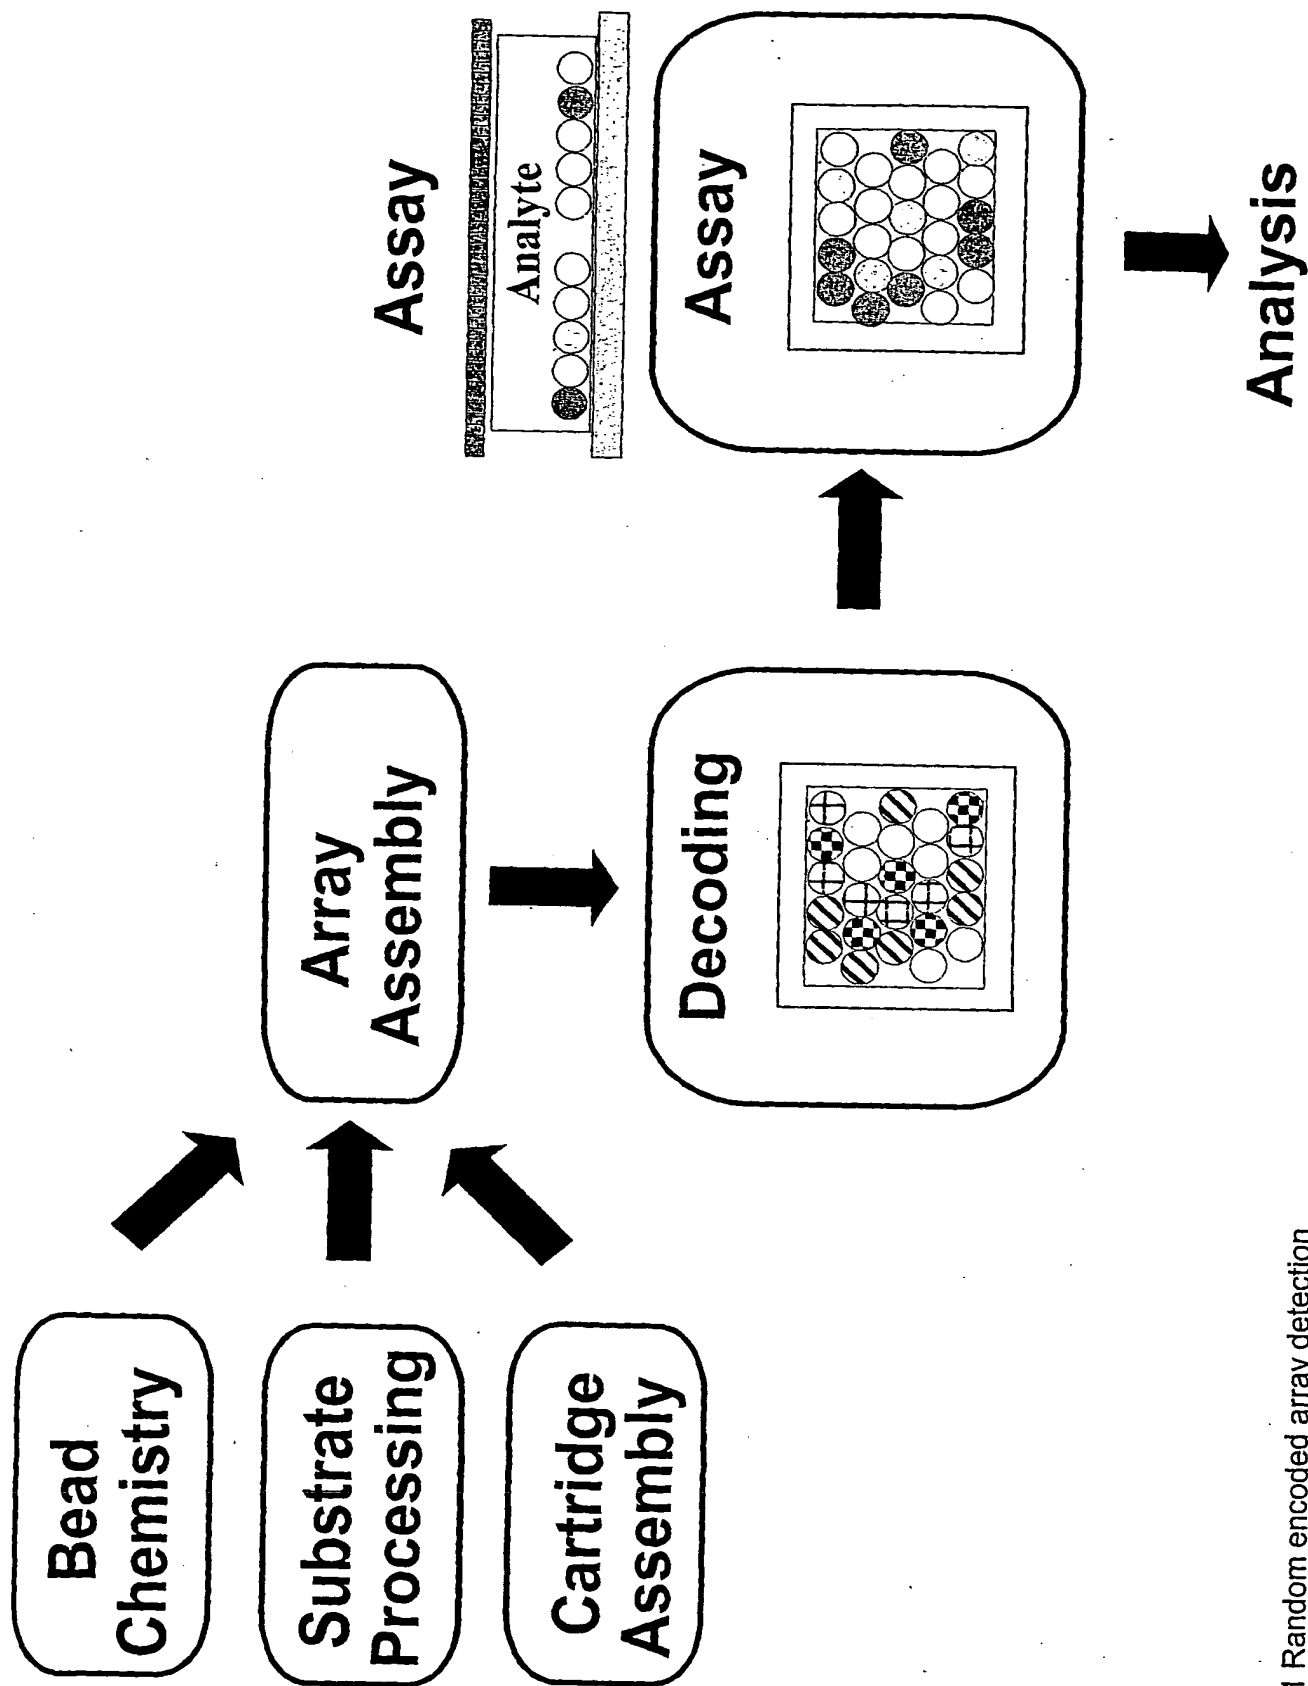 Bead
Chemistry
Substrate
Processing
Cartridge
Assembly
Array
Assembly
Decoding
Assay
Analyte
Assay
Analysis
Random encoded array detection